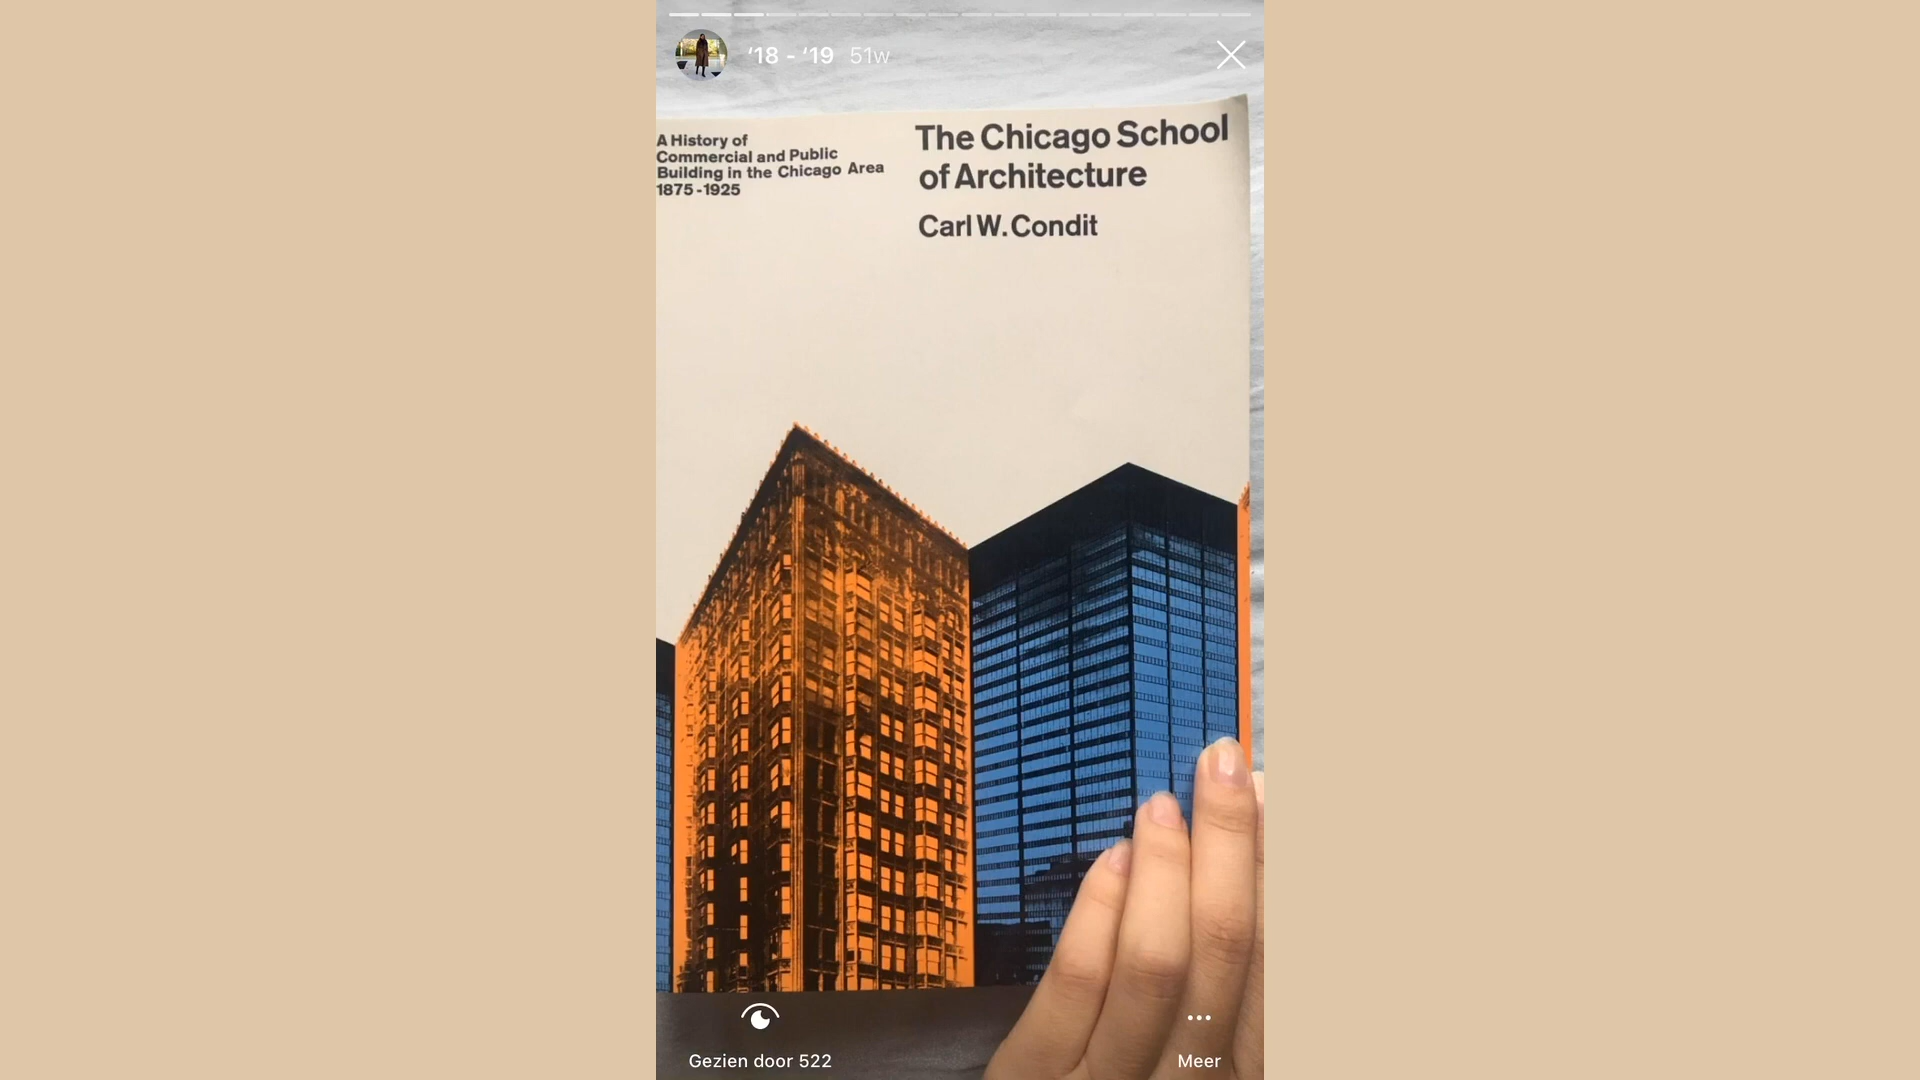 ‘18 - ‘19 51w
A History of
Commercial and Public
Building in the Chicago Area
1875-1925
The Chicago School
of Architecture
Carl W. Condit
Gezien door 522
Meer